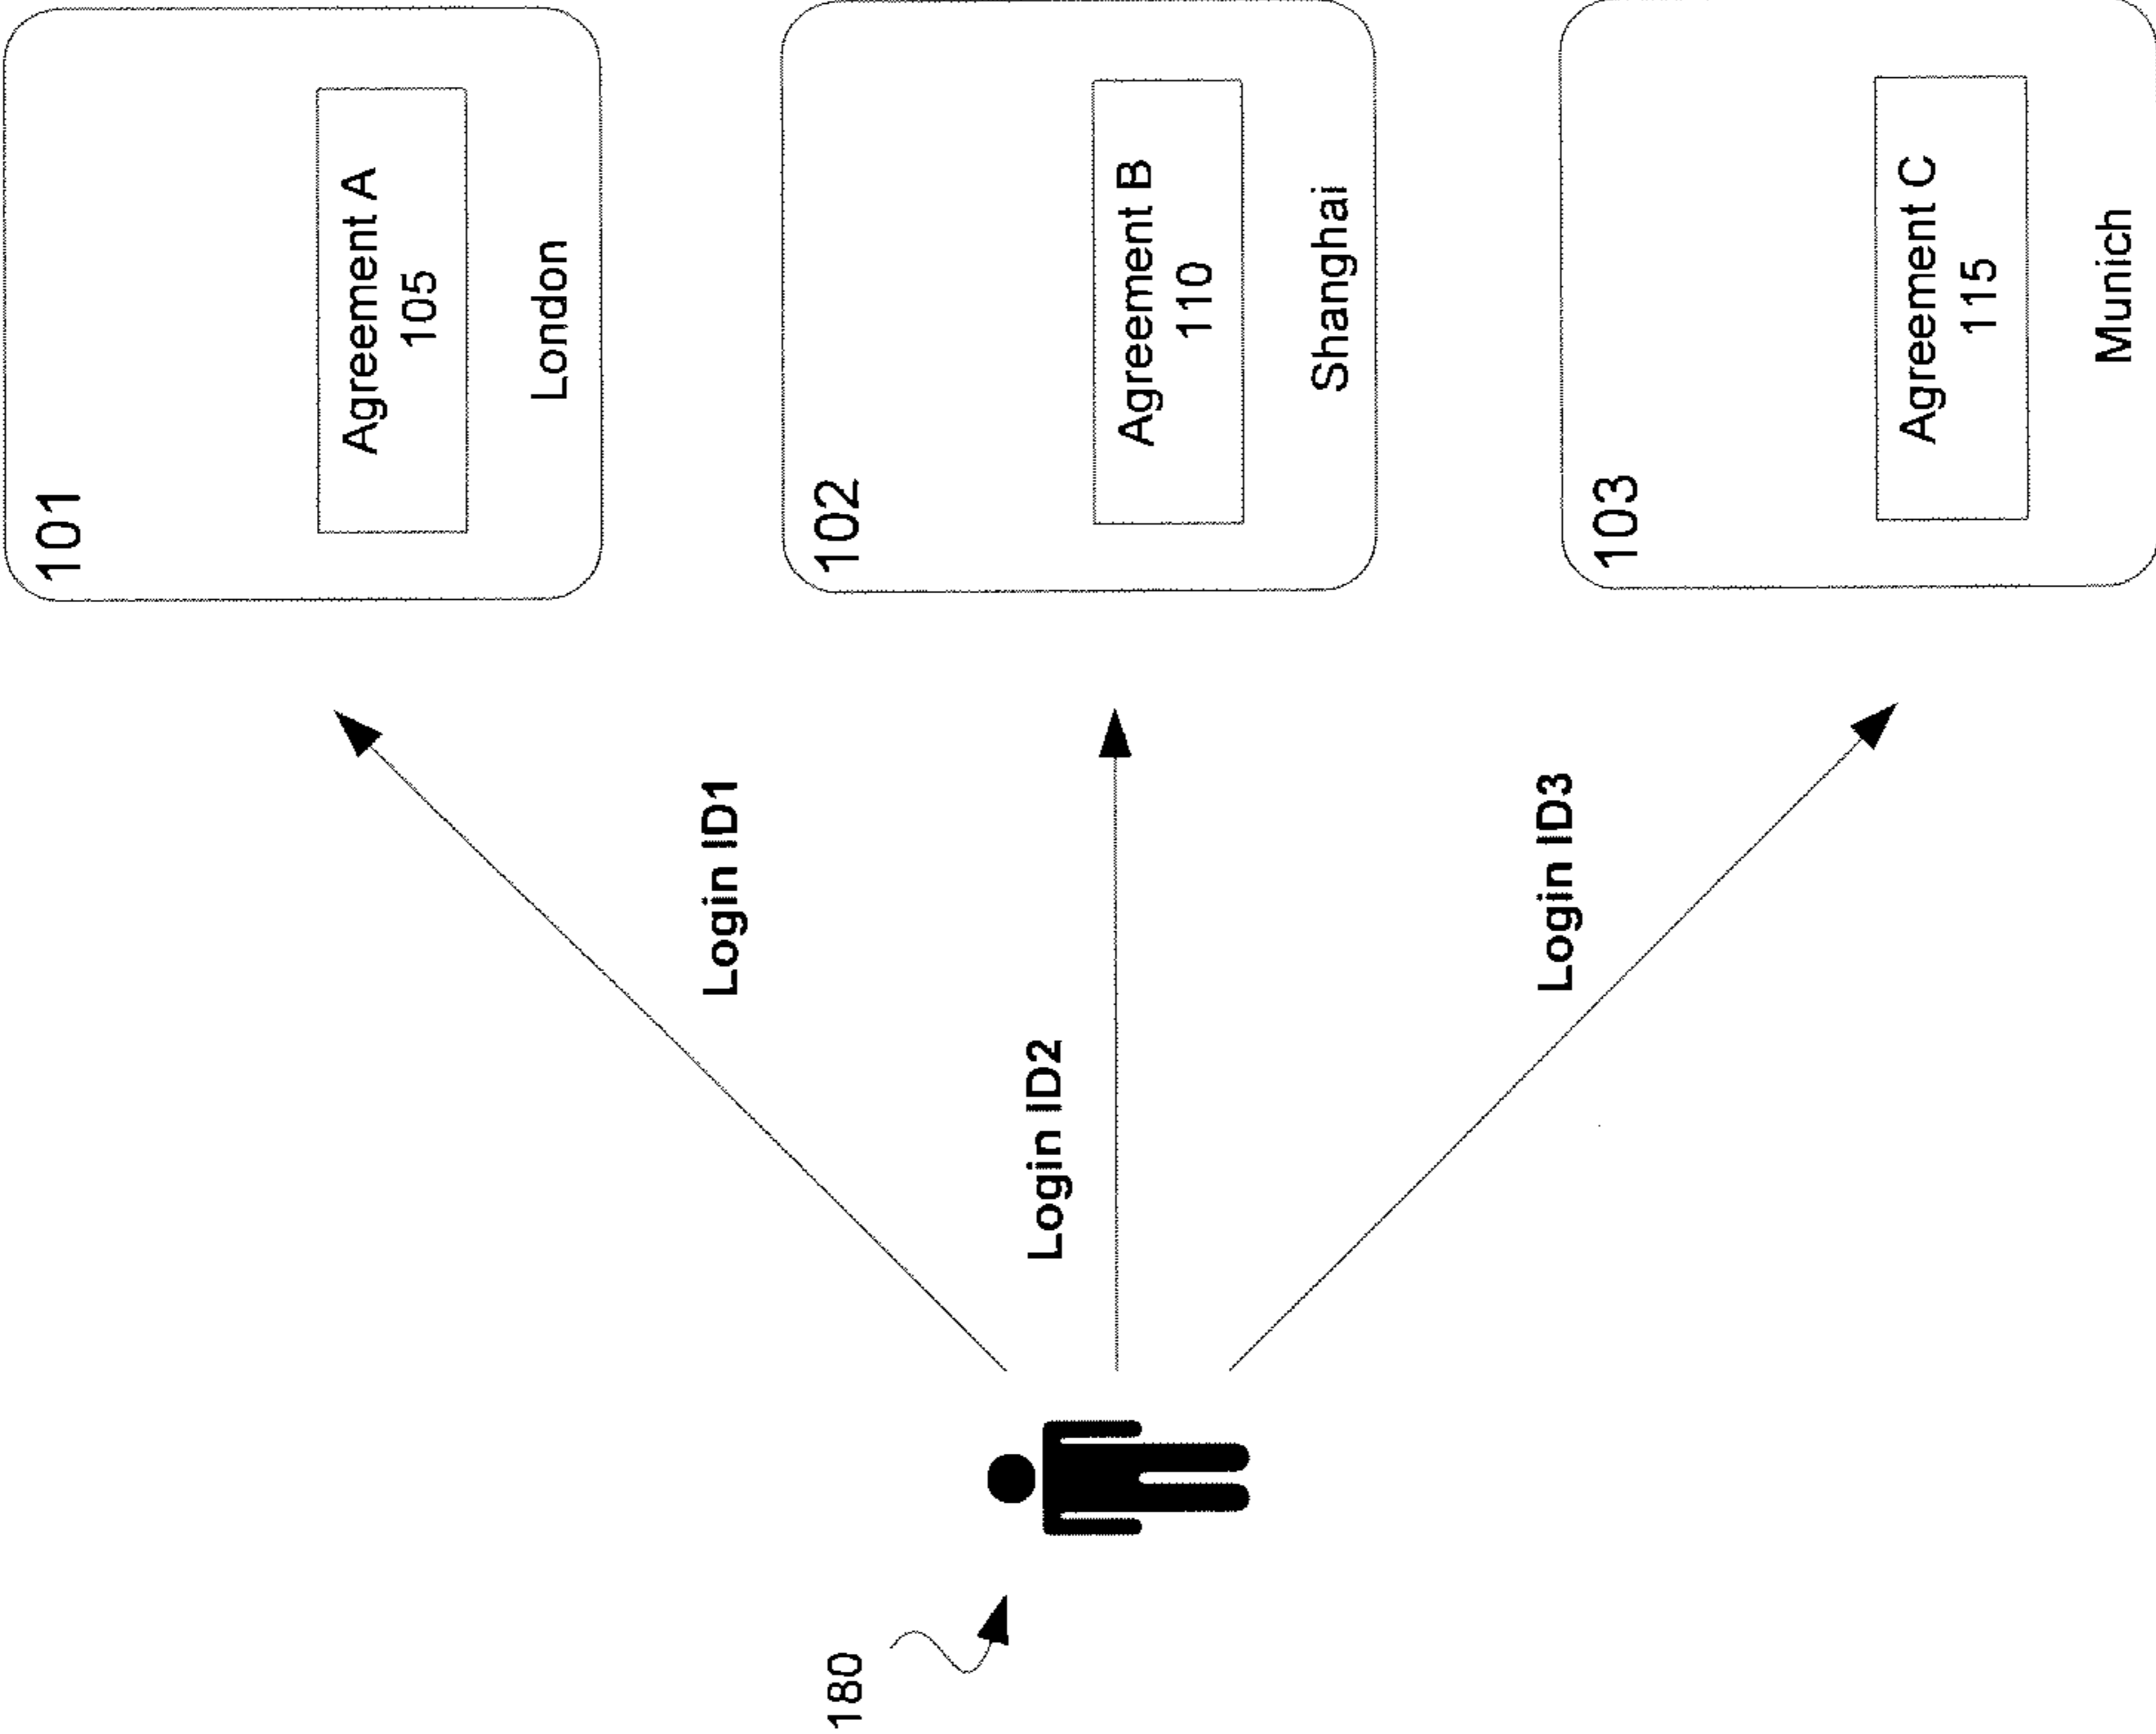 101
Agreement A
105
London
102
Agreement B
110
Shanghai
103
Agreement C
115
Munich
Login ID1
Login ID2
Login ID3
180